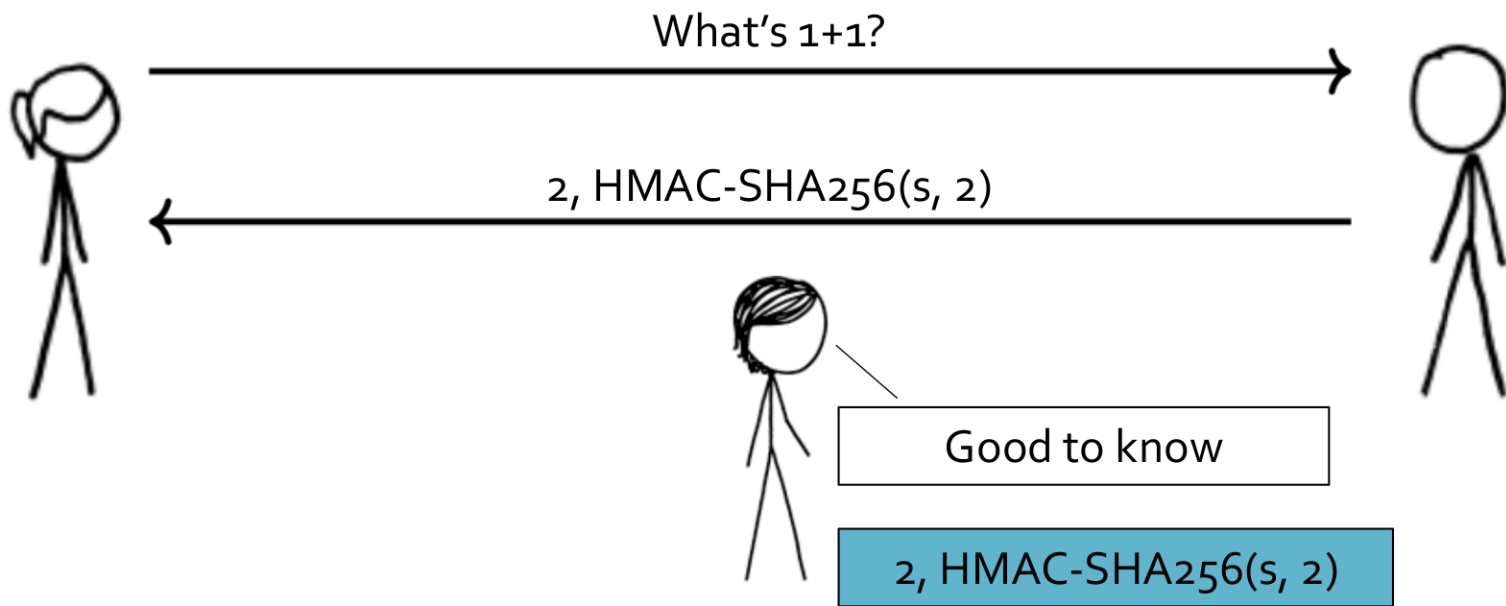 What's 1+1?
2, HMAC-SHA256(s, 2)
Good to know
2, HMAC-SHA256(s, 2)